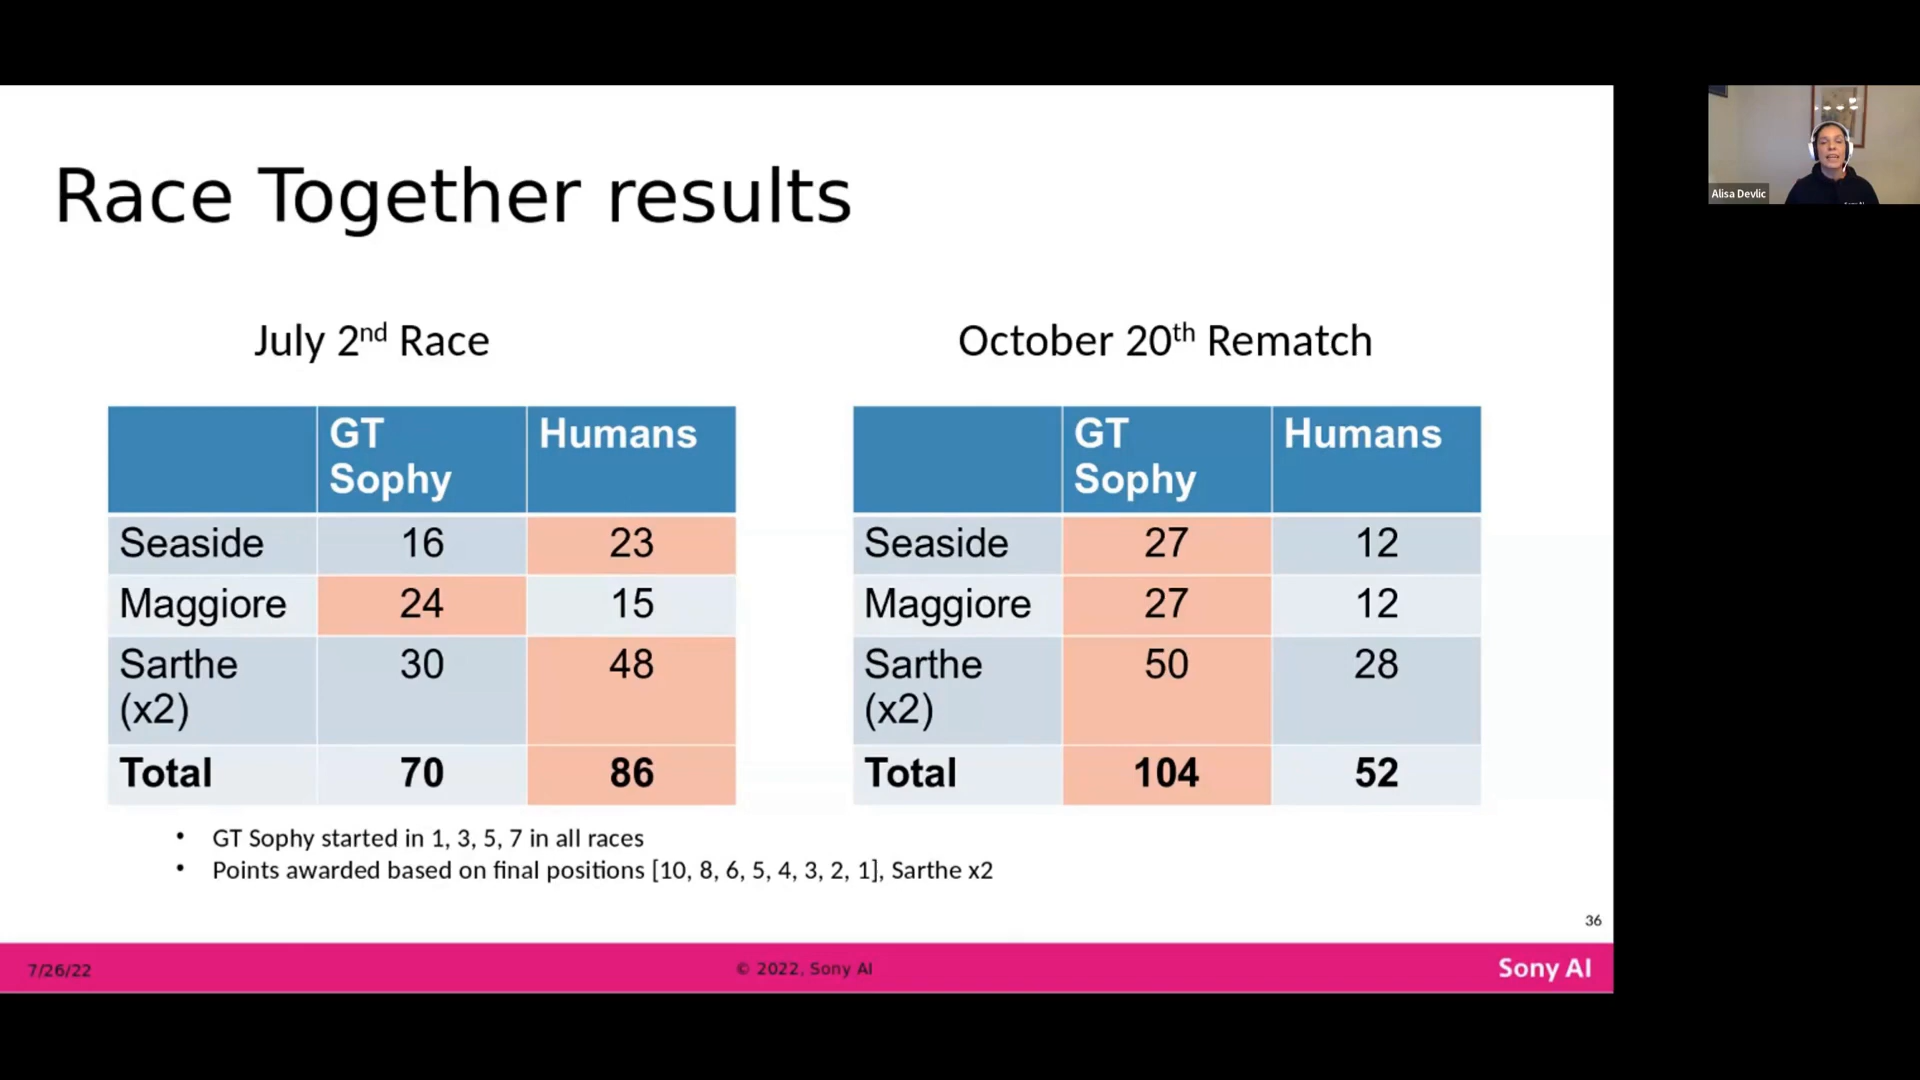 Race Together results
Alisa Devlic
July 2nd Race
GT Sophy Humans
Seaside 16 23
Maggiore 24 15
Sarthe (x2) 30 48
Total 70 86
October 20th Rematch
GT Sophy Humans
Seaside 27 12
Maggiore 27 12
Sarthe (x2) 50 28
Total 104 52
• GT Sophy started in 1, 3, 5, 7 in all races
• Points awarded based on final positions [10, 8, 6, 5, 4, 3, 2, 1], Sarthe x2
36
7/26/22 © 2022, Sony AI Sony AI